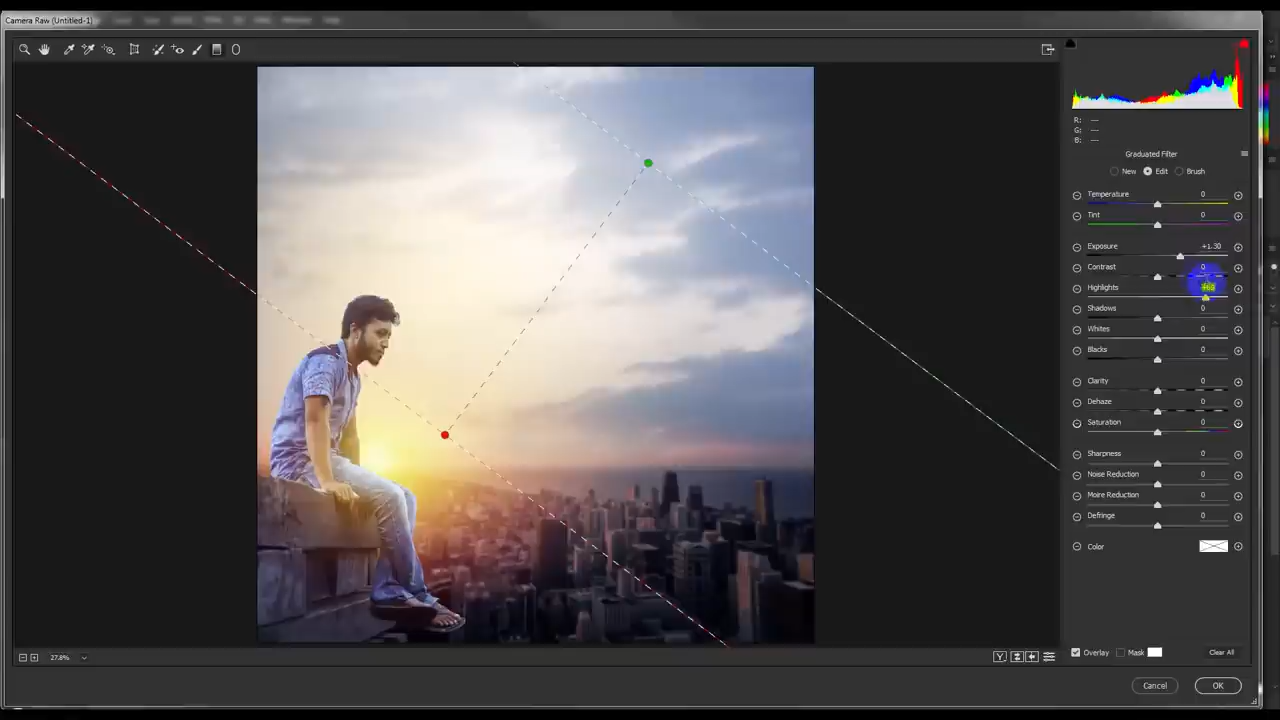 Camera Raw (Untitled-1)
R: ---
G: ---
B: ---
Graduated Filter
New Edit Brush
Temperature 0
Tint 0
Exposure +1.30
Contrast 0
Highlights
Shadows 0
Whites 0
Blacks 0
Clarity 0
Dehaze 0
Saturation 0
Sharpness 0
Noise Reduction 0
Moire Reduction 0
Defringe 0
Color
27.8% Y Overlay Mask Clear All
Cancel OK